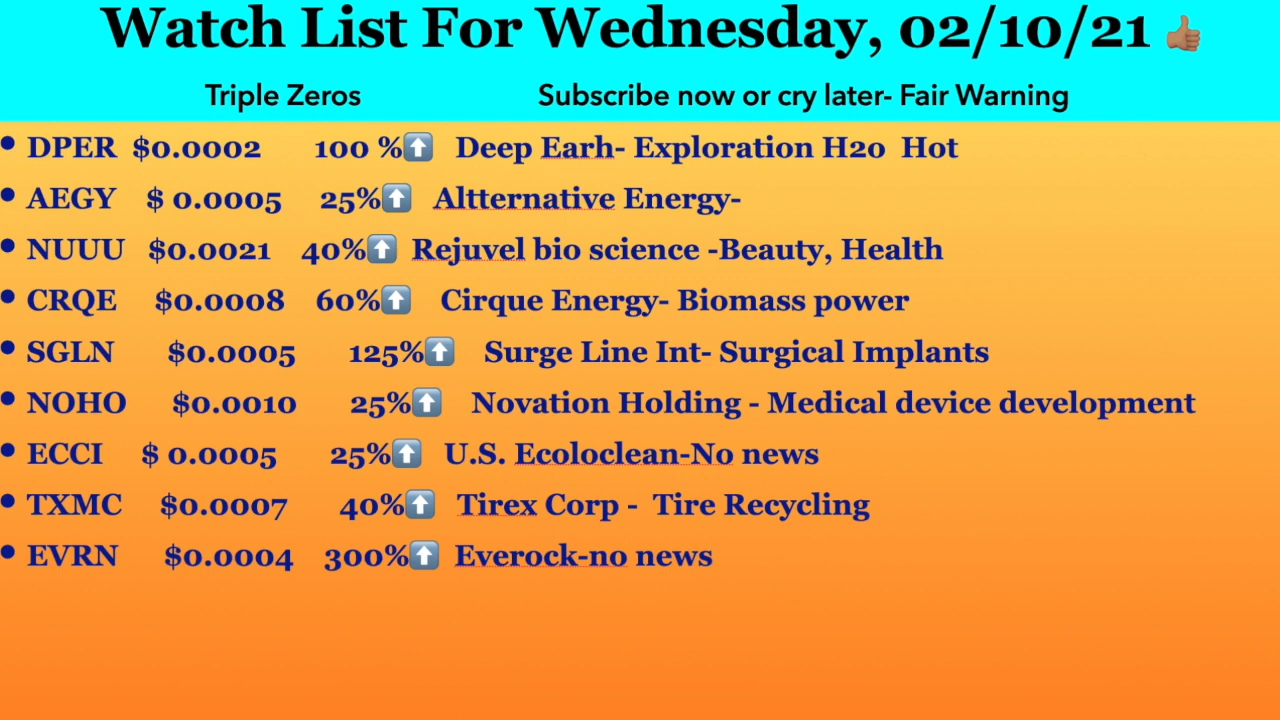 Watch List For Wednesday, 02/10/21 👍🏽
Triple Zeros Subscribe now or cry later- Fair Warning
• DPER $0.0002 100 %⬆️ Deep Earh- Exploration H2o Hot
• AEGY $ 0.0005 25%⬆️ Altternative Energy-
• NUUU $0.0021 40%⬆️ Rejuvel bio science -Beauty, Health
• CRQE $0.0008 60%⬆️ Cirque Energy- Biomass power
• SGLN $0.0005 125%⬆️ Surge Line Int- Surgical Implants
• NOHO $0.0010 25%⬆️ Novation Holding - Medical device development
• ECCI $ 0.0005 25%⬆️ U.S. Ecoloclean-No news
• TXMC $0.0007 40%⬆️ Tirex Corp - Tire Recycling
• EVRN $0.0004 300%⬆️ Everock-no news